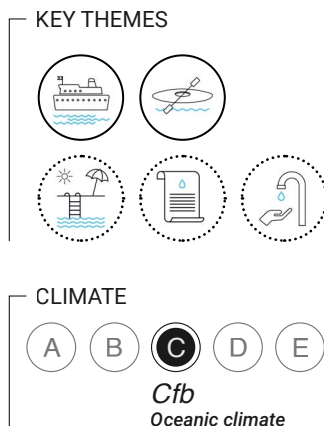 KEY THEMES
CLIMATE
A B C D E
Cfb
Oceanic climate